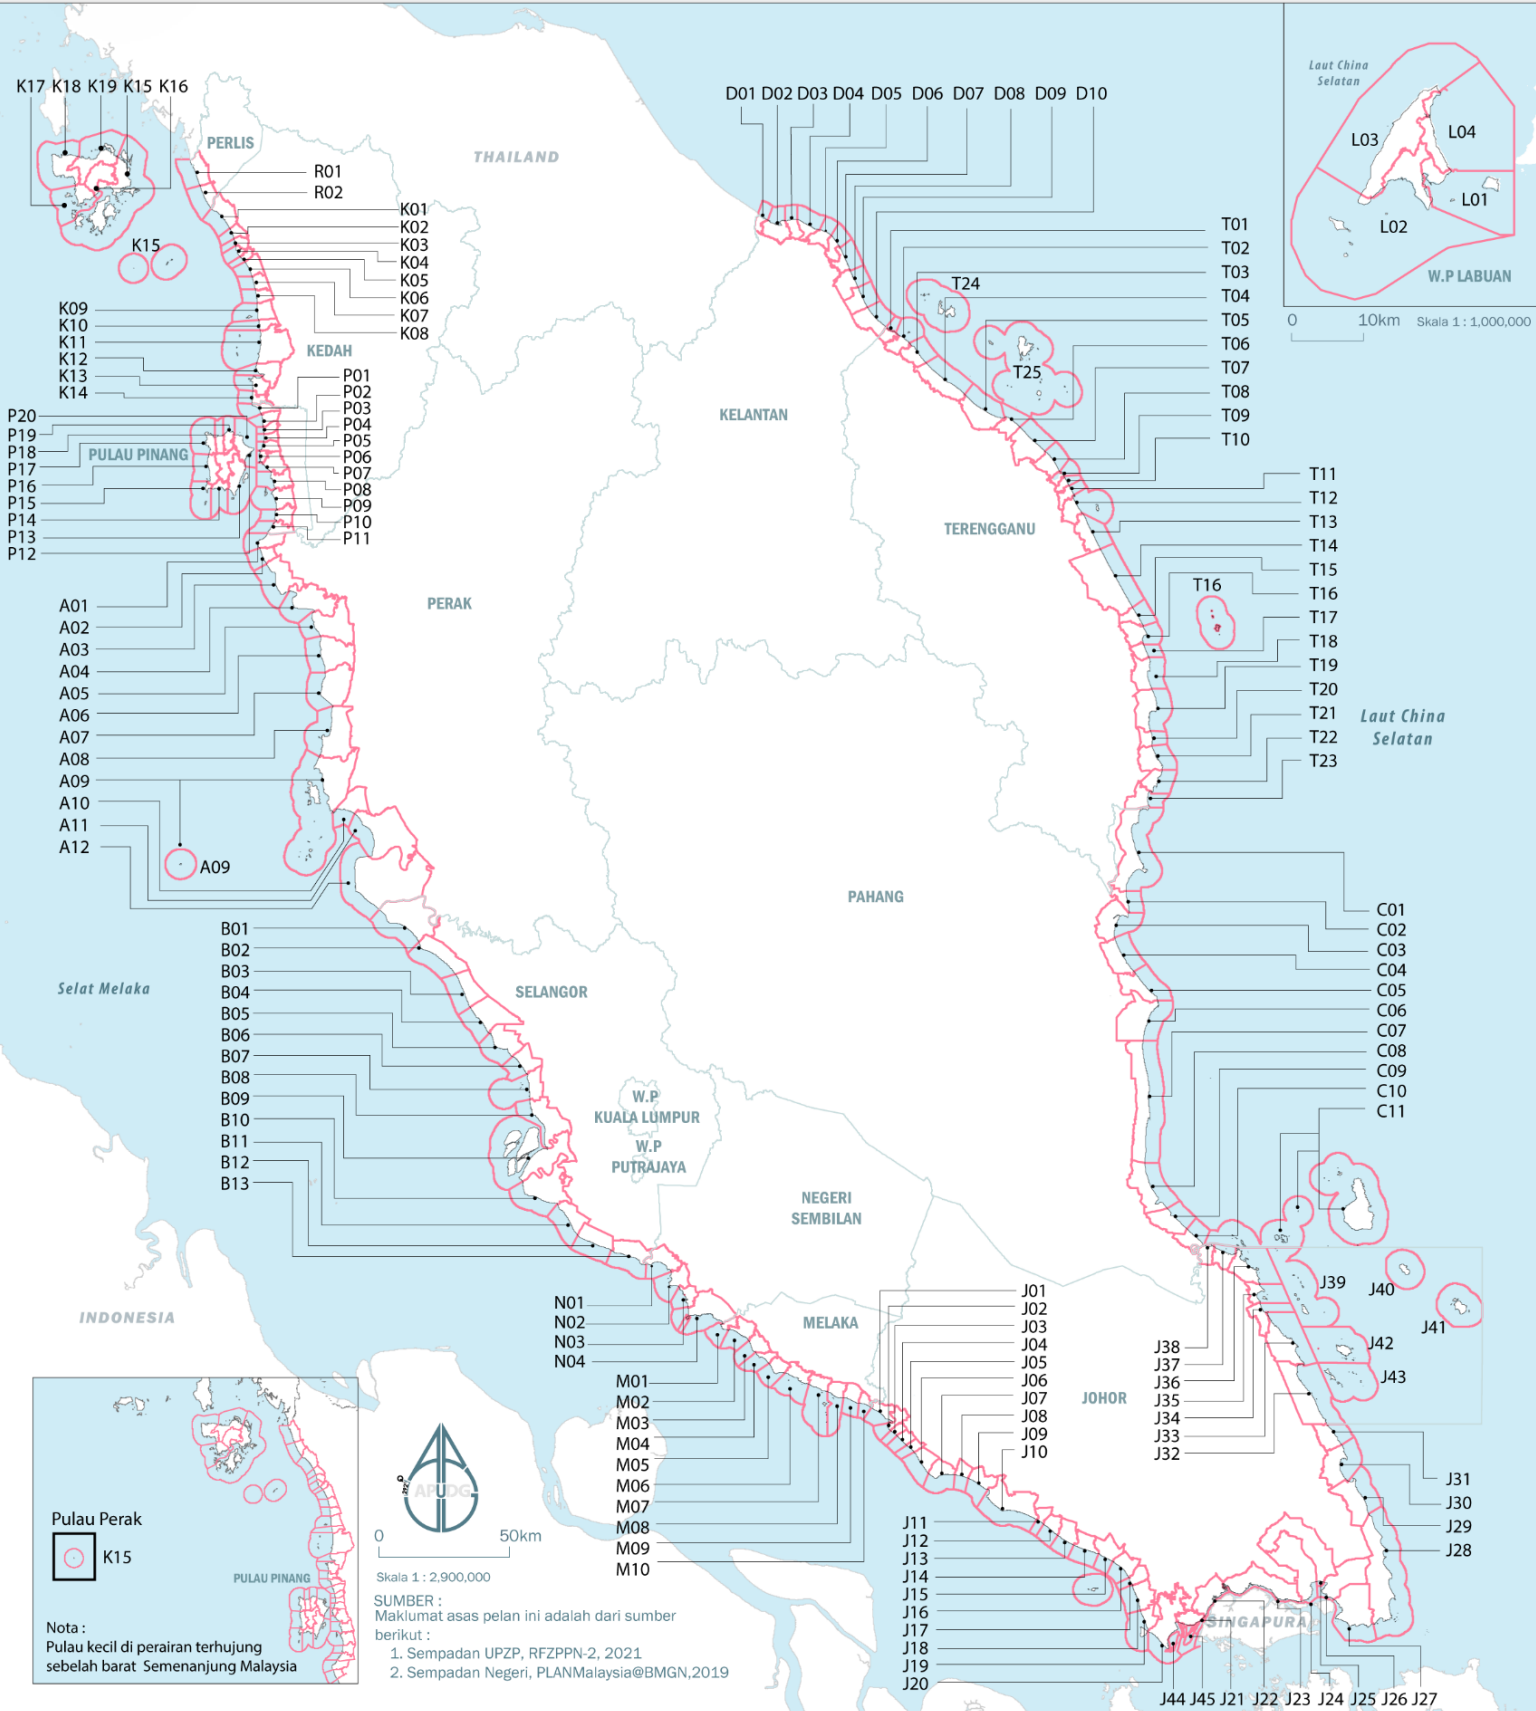 K17 K18 K19 K15 K16
PERLIS
THAILAND
R01
R02
K01
K02
K03
K04
K05
K06
K07
K08
K15
K09
K10
K11
K12
K13
K14
KEDAH
P01
P02
P03
P04
P05
P06
P07
P08
P09
P10
P11
P20
P19
P18
P17
P16
P15
P14
P13
P12
PULAU PINANG
A01
A02
A03
A04
A05
A06
A07
A08
A09
A10
A11
A12
A09
PERAK
D01 D02 D03 D04 D05 D06 D07 D08 D09 D10
T01
T02
T03
T04
T05
T06
T07
T08
T09
T10
T24
T25
T11
T12
T13
T14
T15
T16
T17
T18
T19
T20
T21
T22
T23
T16
KELANTAN
TERENGGANU
Laut China
Selatan
L03
L04
L01
L02
W.P LABUAN
0 10km Skala 1 : 1,000,000
Laut China
Selatan
PAHANG
C01
C02
C03
C04
C05
C06
C07
C08
C09
C10
C11
B01
B02
B03
B04
B05
B06
B07
B08
B09
B10
B11
B12
B13
Selat Melaka
SELANGOR
W.P
KUALA LUMPUR
W.P
PUTRAJAYA
NEGERI
SEMBILAN
INDONESIA
N01
N02
N03
N04
MELAKA
M01
M02
M03
M04
M05
M06
M07
M08
M09
M10
J01
J02
J03
J04
J05
J06
J07
J08
J09
J10
JOHOR
J38
J37
J36
J35
J34
J33
J32
J39
J40
J41
J42
J43
J31
J30
J29
J28
J11
J12
J13
J14
J15
J16
J17
J18
J19
J20
SINGAPURA
J44 J45 J21 J22 J23 J24 J25 J26 J27
Pulau Perak
K15
PULAU PINANG
Nota :
Pulau kecil di perairan terhujung
sebelah barat Semenanjung Malaysia
APUDG
0 50km
Skala 1 : 2,900,000
SUMBER :
Maklumat asas pelan ini adalah dari sumber
berikut :
1. Sempadan UPZP, RFZPPN-2, 2021
2. Sempadan Negeri, PLANMalaysia@BMGN,2019